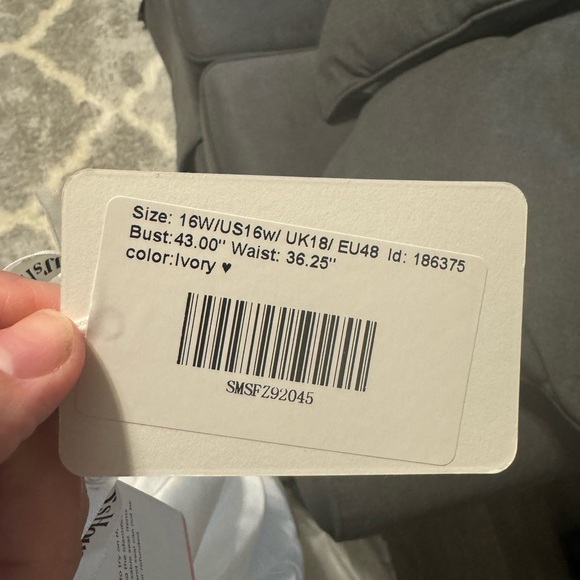 Size: 16W/US16w/ UK18/ EU48 Id: 186375
Bust:43.00'' Waist: 36.25''
color:Ivory ♥
SMSFZ92045